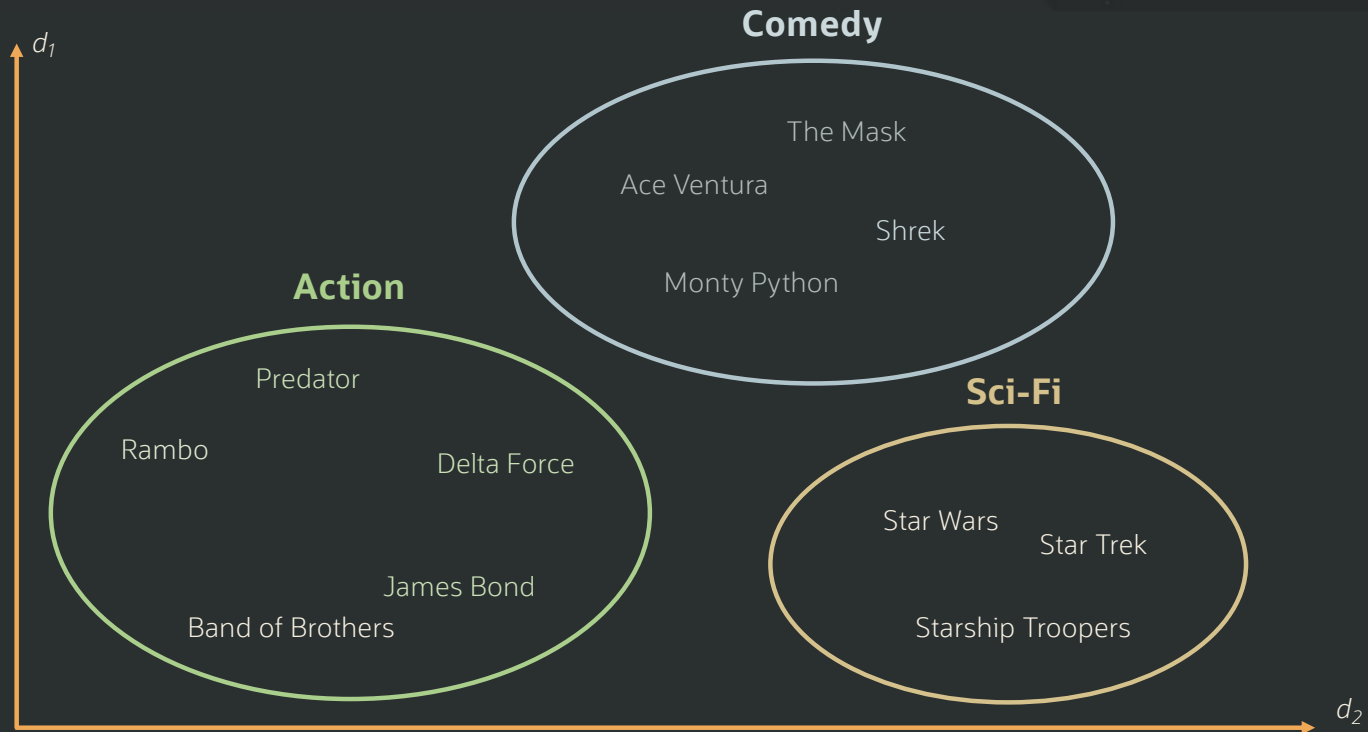 Comedy
d1
The Mask
Ace Ventura
Shrek
Monty Python
Action
Predator
Rambo
Delta Force
James Bond
Band of Brothers
Sci-Fi
Star Wars
Star Trek
Starship Troopers
d2